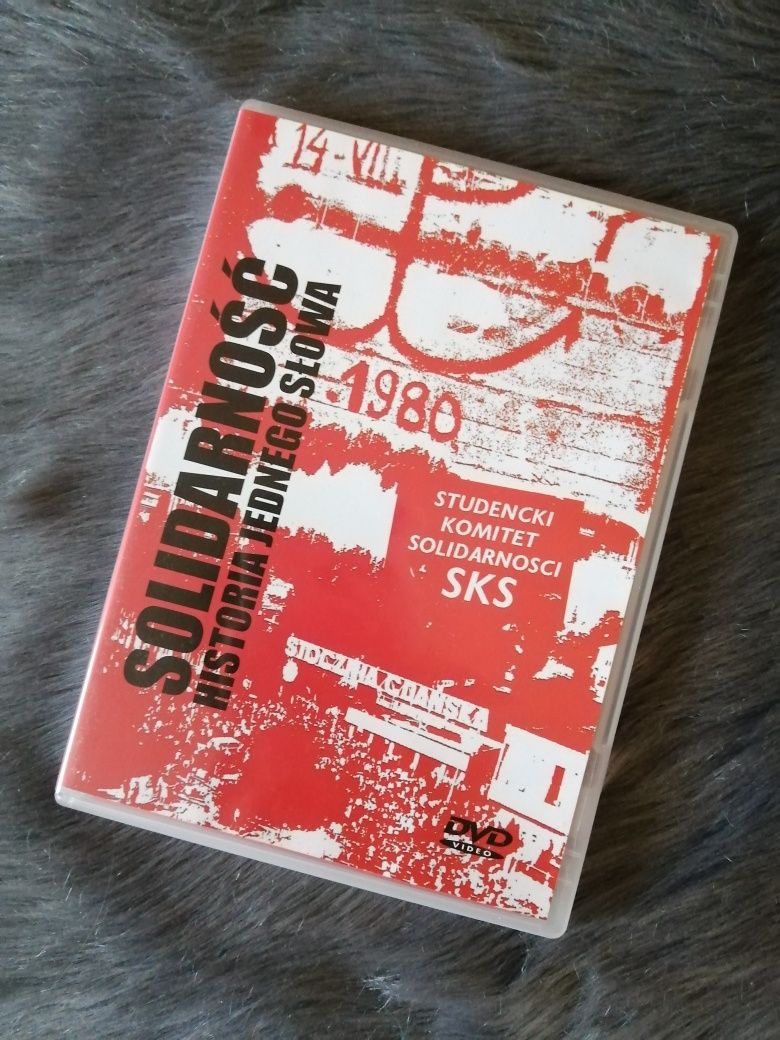 14-VIII
1980
SOLIDARNOŚĆ
HISTORIA JEDNEGO SŁOWA
STUDENCKI
KOMITET
SOLIDARNOSCI
SKS
STOCZNIA GDAŃSKA
DVD
VIDEO